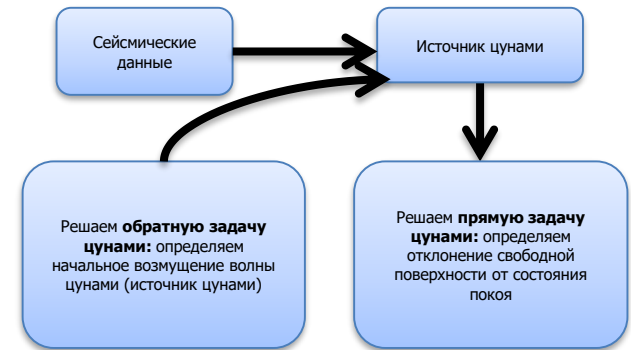 Сейсмические
данные
Источник цунами
Решаем обратную задачу
цунами: определяем
начальное возмущение волны
цунами (источник цунами)
Решаем прямую задачу
цунами: определяем
отклонение свободной
поверхности от состояния
покоя